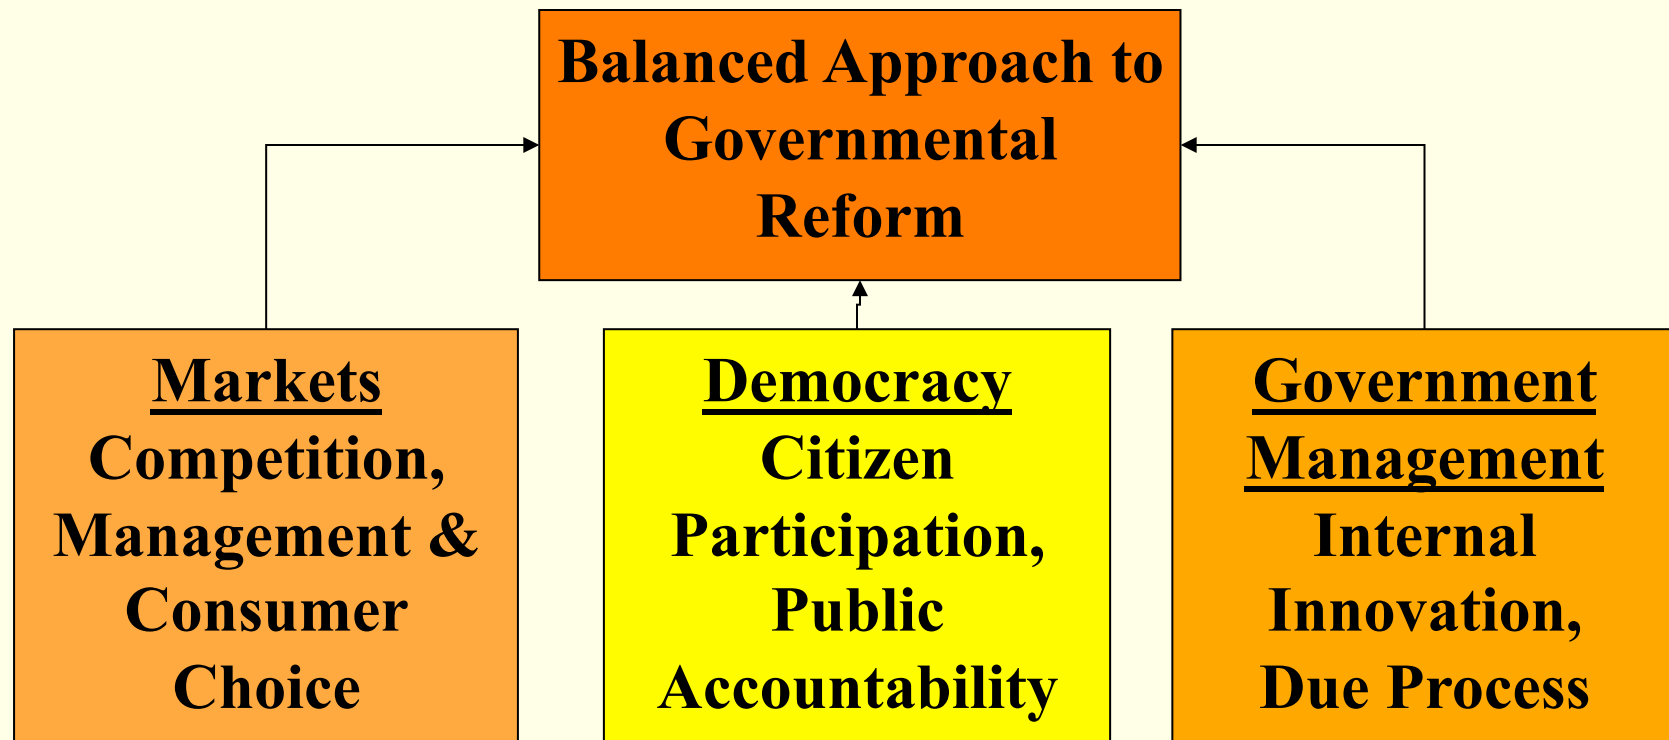 Balanced Approach to
Governmental
Reform
Markets
Competition,
Management &
Consumer
Choice
Democracy
Citizen
Participation,
Public
Accountability
Government
Management
Internal
Innovation,
Due Process